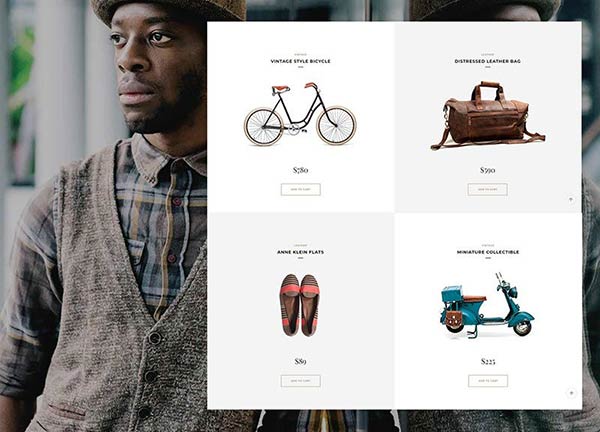 VINTAGE
VINTAGE STYLE BICYCLE
$780
ADD TO CART
LEATHER
DISTRESSED LEATHER BAG
$590
ADD TO CART
LEATHER
ANNE KLEIN FLATS
$89
ADD TO CART
VINTAGE
MINIATURE COLLECTIBLE
$225
ADD TO CART